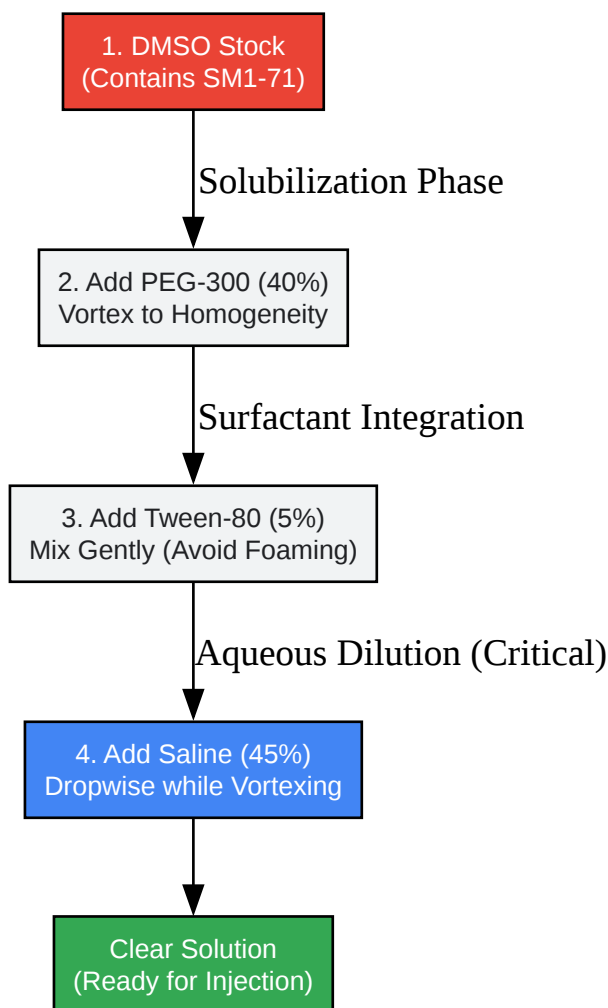 1. DMSO Stock
(Contains SM1-71)
Solubilization Phase
2. Add PEG-300 (40%)
Vortex to Homogeneity
Surfactant Integration
3. Add Tween-80 (5%)
Mix Gently (Avoid Foaming)
Aqueous Dilution (Critical)
4. Add Saline (45%)
Dropwise while Vortexing
Clear Solution
(Ready for Injection)